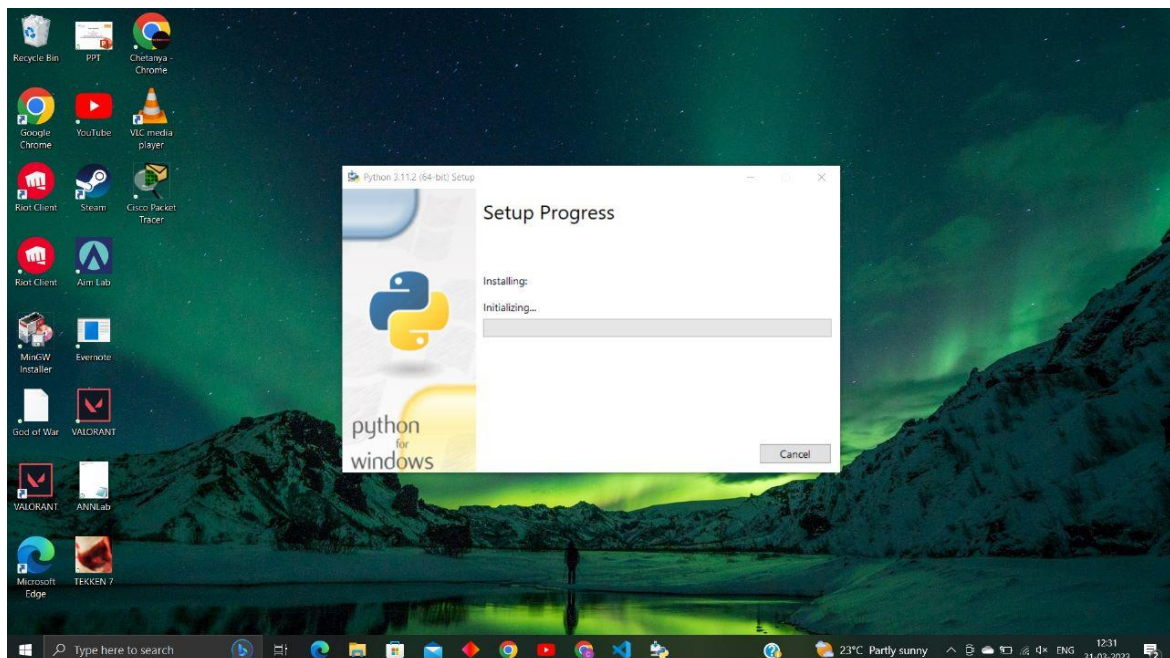 Recycle Bin
PPT
Chetanya -
Chrome
Google
Chrome
YouTube
VLC media
player
Riot Client
Steam
Cisco Packet
Tracer
Riot Client
Aim Lab
MinGW
Installer
Evernote
God of War
VALORANT
VALORANT
ANNLab
Microsoft
Edge
TEKKEN 7
Python 3.11.2 (64-bit) Setup
Setup Progress
Installing:
Initializing...
python
for
windows
Cancel
Type here to search
23°C Partly sunny
ENG
12:31
31-03-2023